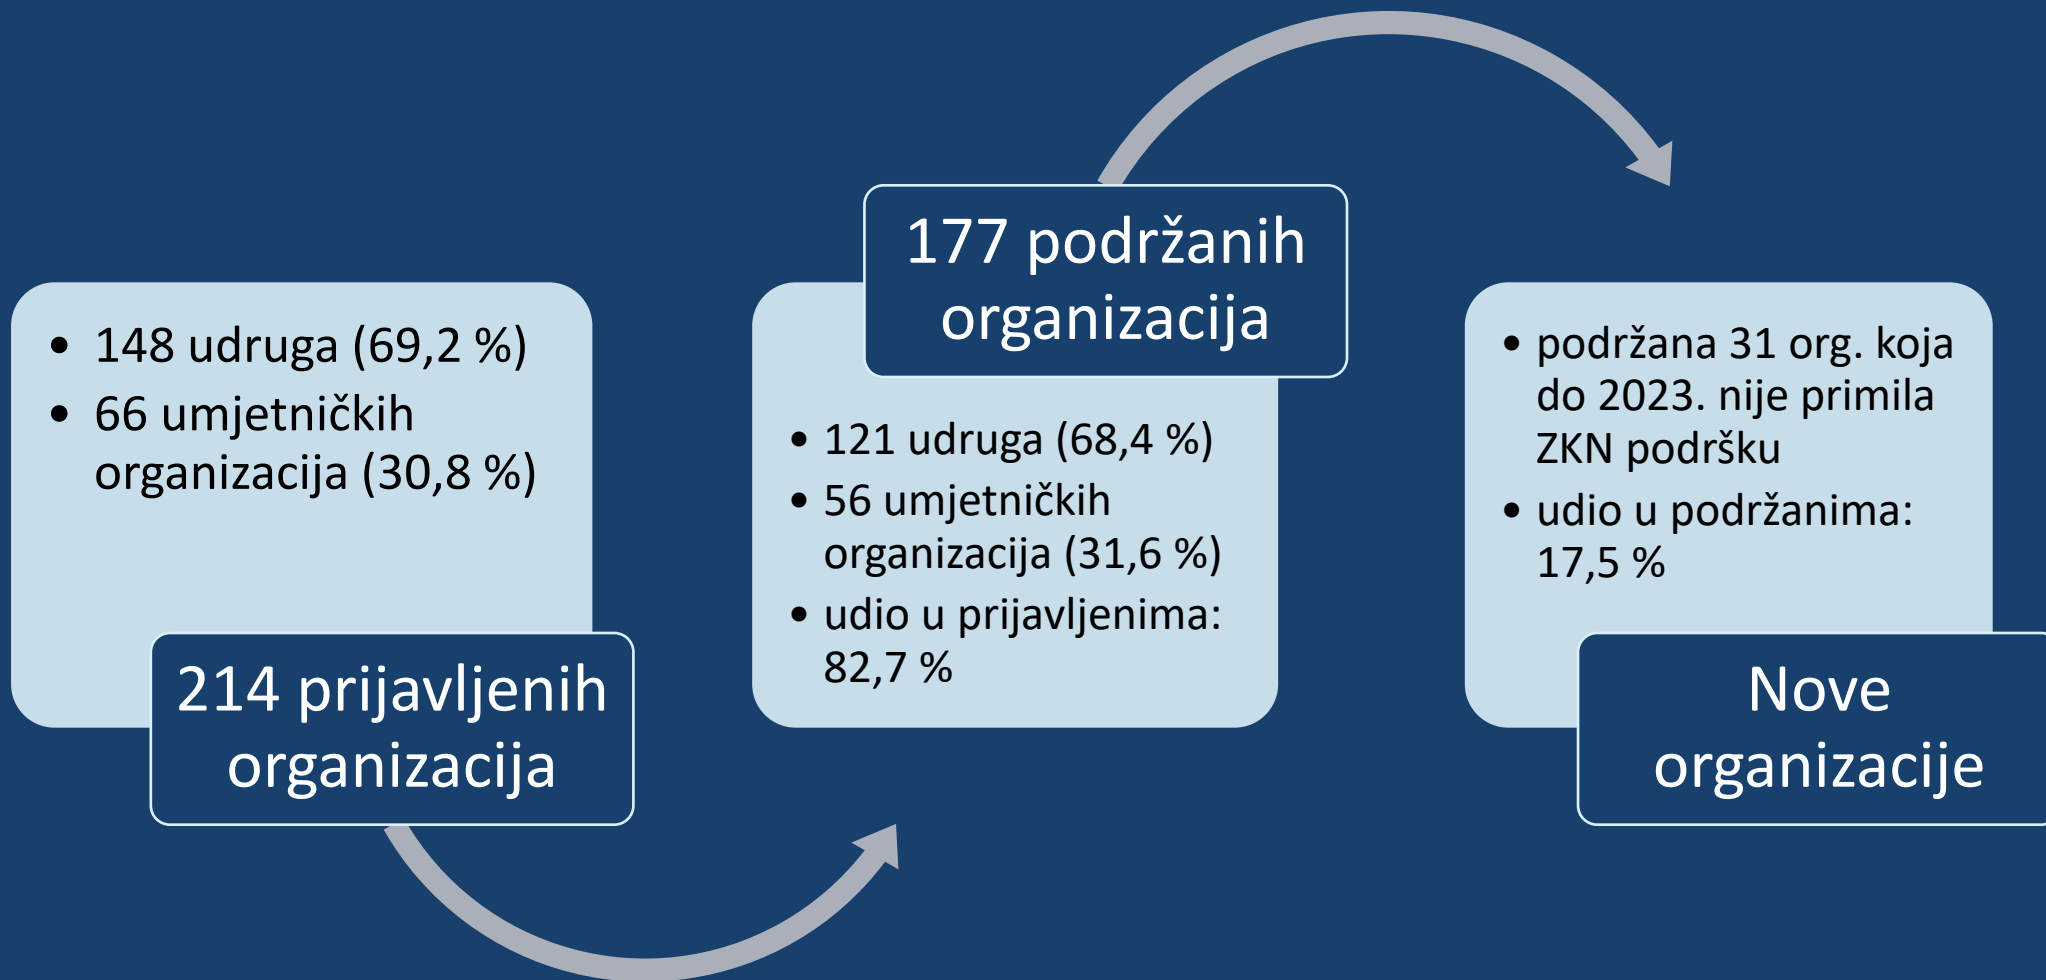 • 148 udruga (69,2 %)
• 66 umjetničkih
organizacija (30,8 %)
214 prijavljenih
organizacija
177 podržanih
organizacija
• 121 udruga (68,4 %)
• 56 umjetničkih
organizacija (31,6 %)
• udio u prijavljenima:
82,7 %
• podržana 31 org. koja
do 2023. nije primila
ZKN podršku
• udio u podržanima:
17,5 %
Nove
organizacije